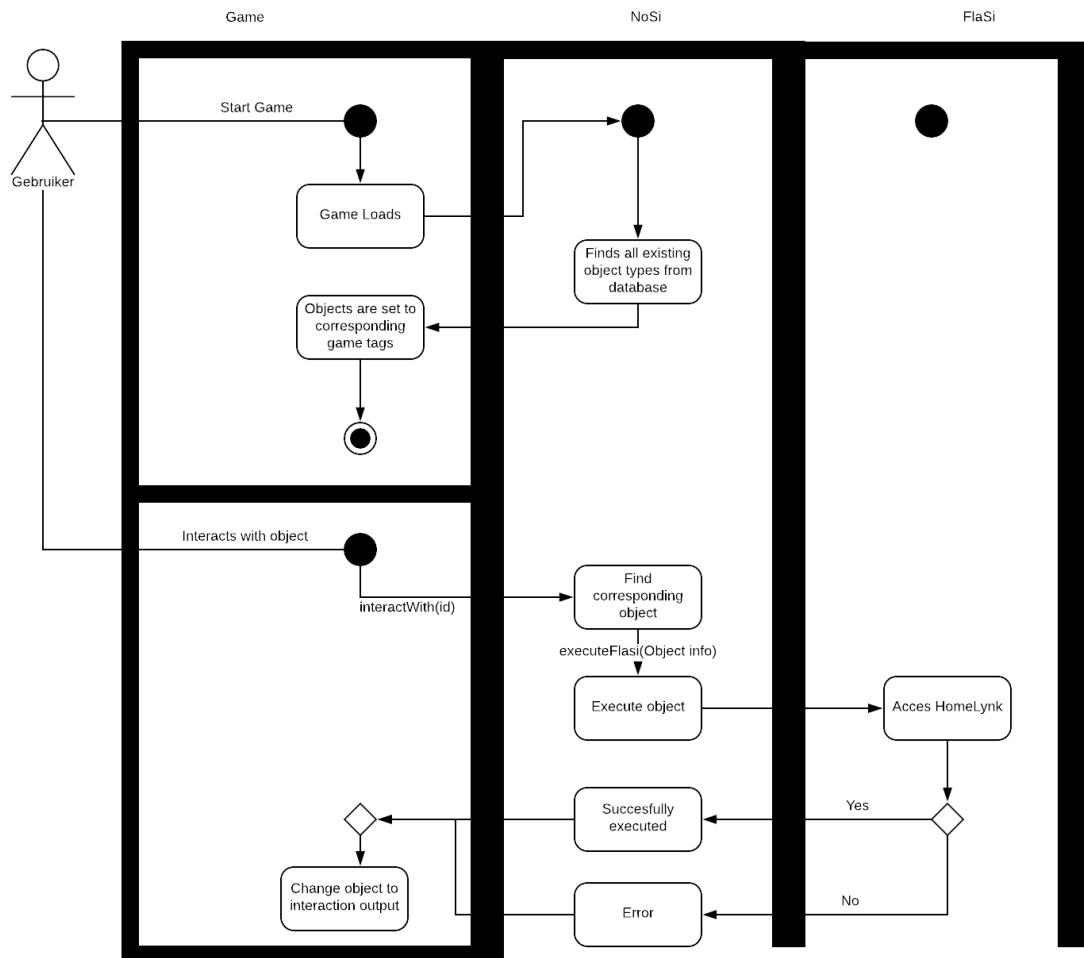 Game
NoSi
FlaSi
Start Game
Gebruiker
Game Loads
Finds all existing
object types from
database
Objects are set to
corresponding
game tags
Interacts with object
interactWith(id)
Find
corresponding
object
executeFlasi(Object info)
Execute object
Acces HomeLynk
Yes
Succesfully
executed
Change object to
interaction output
No
Error